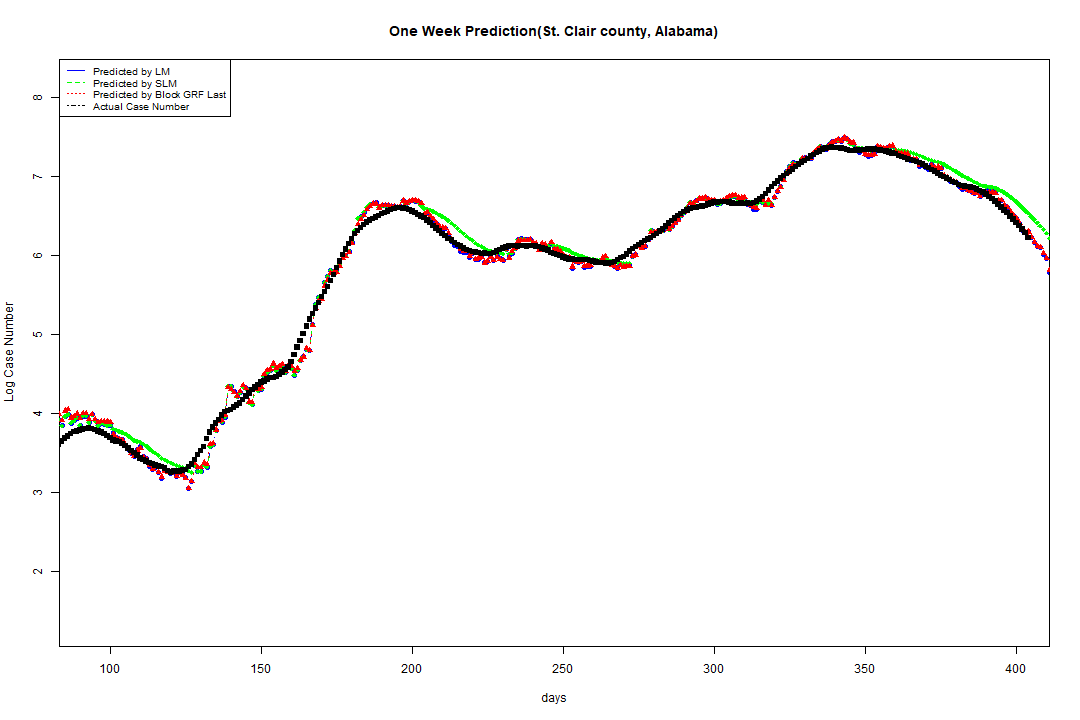 One Week Prediction(St. Clair county, Alabama)
Predicted by LM
Predicted by SLM
Predicted by Block GRF Last
Actual Case Number
8
7
6
5
4
3
2
Log Case Number
100 150 200 250 300 350 400
days